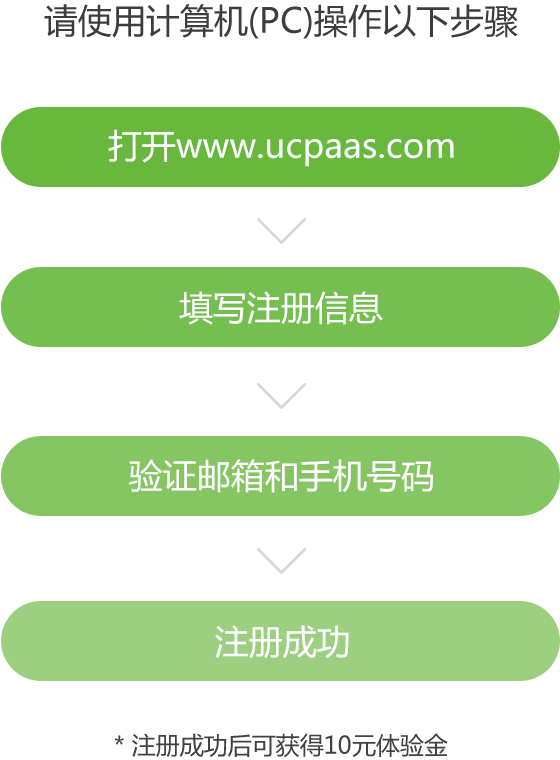 请使用计算机(PC)操作以下步骤
打开www.ucpaas.com
填写注册信息
验证邮箱和手机号码
注册成功
* 注册成功后可获得10元体验金